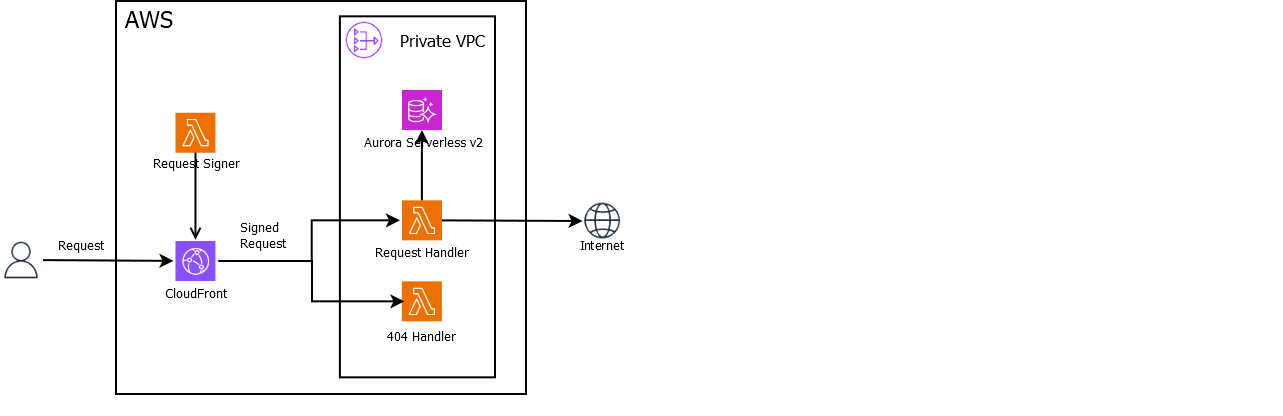 AWS
Private VPC
Aurora Serverless v2
Request Signer
Signed
Request
Request
Request Handler
Internet
CloudFront
404 Handler